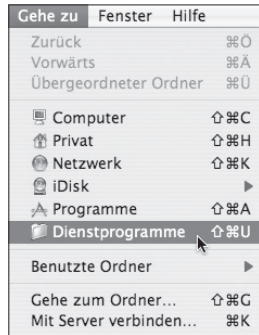 Gehe zu Fenster Hilfe
Zurück ⌘Ö
Vorwärts ⌘Ä
Übergeordneter Ordner ⌘Ü
Computer ⇧⌘C
Privat ⇧⌘H
Netzwerk ⇧⌘K
iDisk ▶
Programme ⇧⌘A
Dienstprogramme ⇧⌘U
Benutzte Ordner ▶
Gehe zum Ordner... ⇧⌘G
Mit Server verbinden... ⌘K